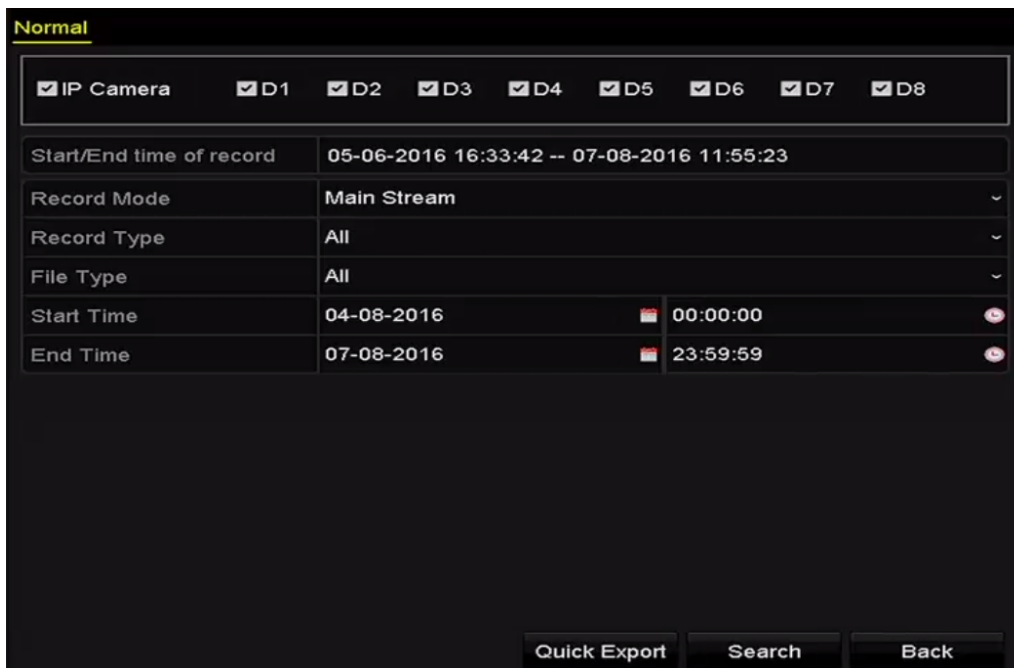 Normal
IP Camera D1 D2 D3 D4 D5 D6 D7 D8
Start/End time of record 05-06-2016 16:33:42 -- 07-08-2016 11:55:23
Record Mode Main Stream
Record Type All
File Type All
Start Time 04-08-2016 00:00:00
End Time 07-08-2016 23:59:59
Quick Export Search Back